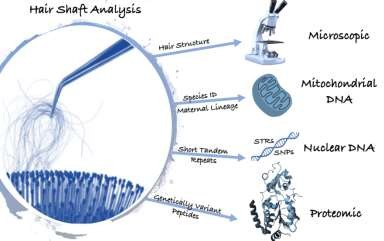 Hair Shaft Analysis
Hair Structure
Microscopic
Species ID
Maternal Lineage
Mitochondrial
DNA
Short Tandem
Repeats
STRs
SNPs
Nuclear DNA
Genetically Variant
Peptides
Proteomic